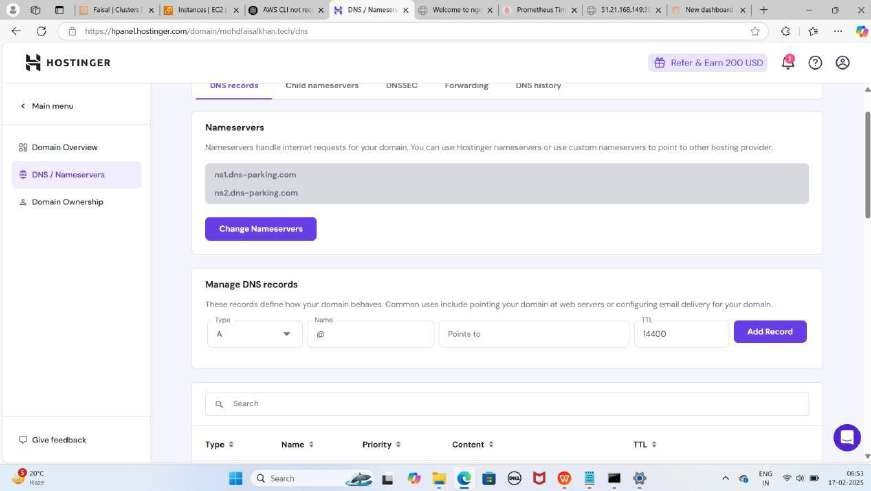 Faisal | Clusters |
Instances | EC2 |
AWS CLI not rec
DNS / Nameserv
Welcome to ngi
Prometheus Tim
51.21.168.149:3
New dashboard
https://hpanel.hostinger.com/domain/mohdfaisalkhan.tech/dns
HOSTINGER
Refer & Earn 200 USD
Main menu
Domain Overview
DNS / Nameservers
Domain Ownership
Give feedback
DNS records
Child nameservers
DNSSEC
Forwarding
DNS history
Nameservers
Nameservers handle internet requests for your domain. You can use Hostinger nameservers or use custom nameservers to point to other hosting provider.
ns1.dns-parking.com
ns2.dns-parking.com
Change Nameservers
Manage DNS records
These records define how your domain behaves. Common uses include pointing your domain at web servers or configuring email delivery for your domain.
Type
A
Name
@
Points to
TTL
14400
Add Record
Search
Type
Name
Priority
Content
TTL
5
20°C
Haze
Search
DELL
ENG
IN
06:53
17-02-2025